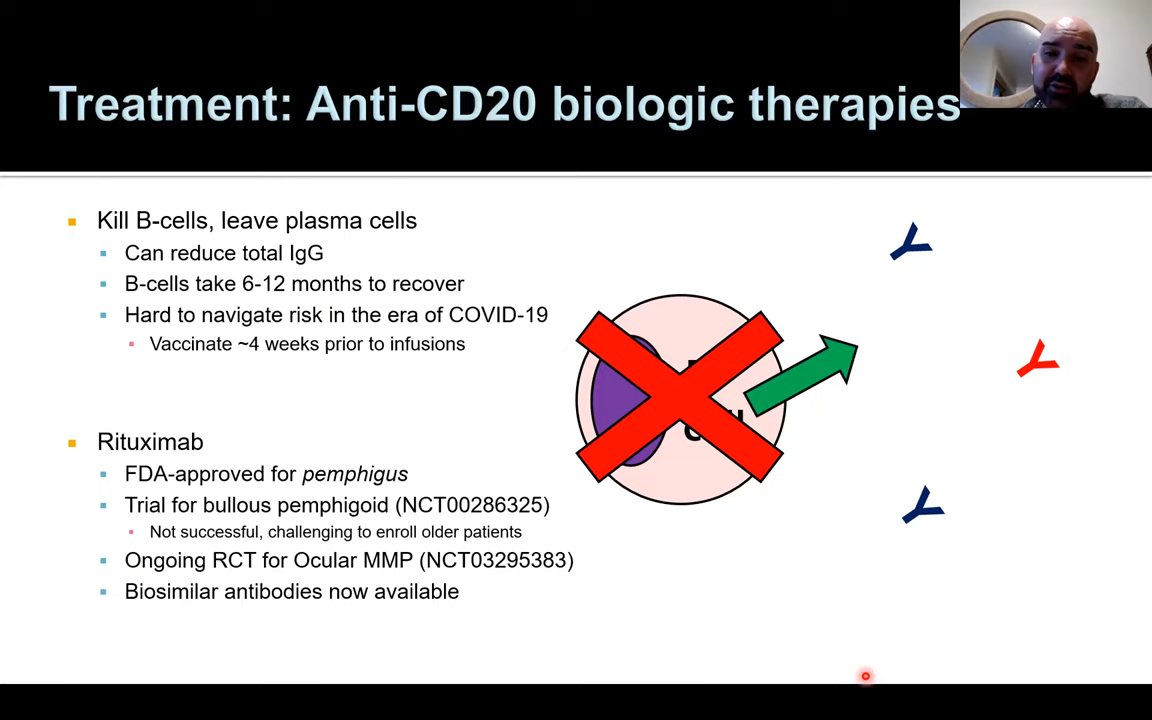 Treatment: Anti-CD20 biologic therapies
Kill B-cells, leave plasma cells
Can reduce total IgG
B-cells take 6-12 months to recover
Hard to navigate risk in the era of COVID-19
Vaccinate ~4 weeks prior to infusions
Rituximab
FDA-approved for pemphigus
Trial for bullous pemphigoid (NCT00286325)
Not successful, challenging to enroll older patients
Ongoing RCT for Ocular MMP (NCT03295383)
Biosimilar antibodies now available